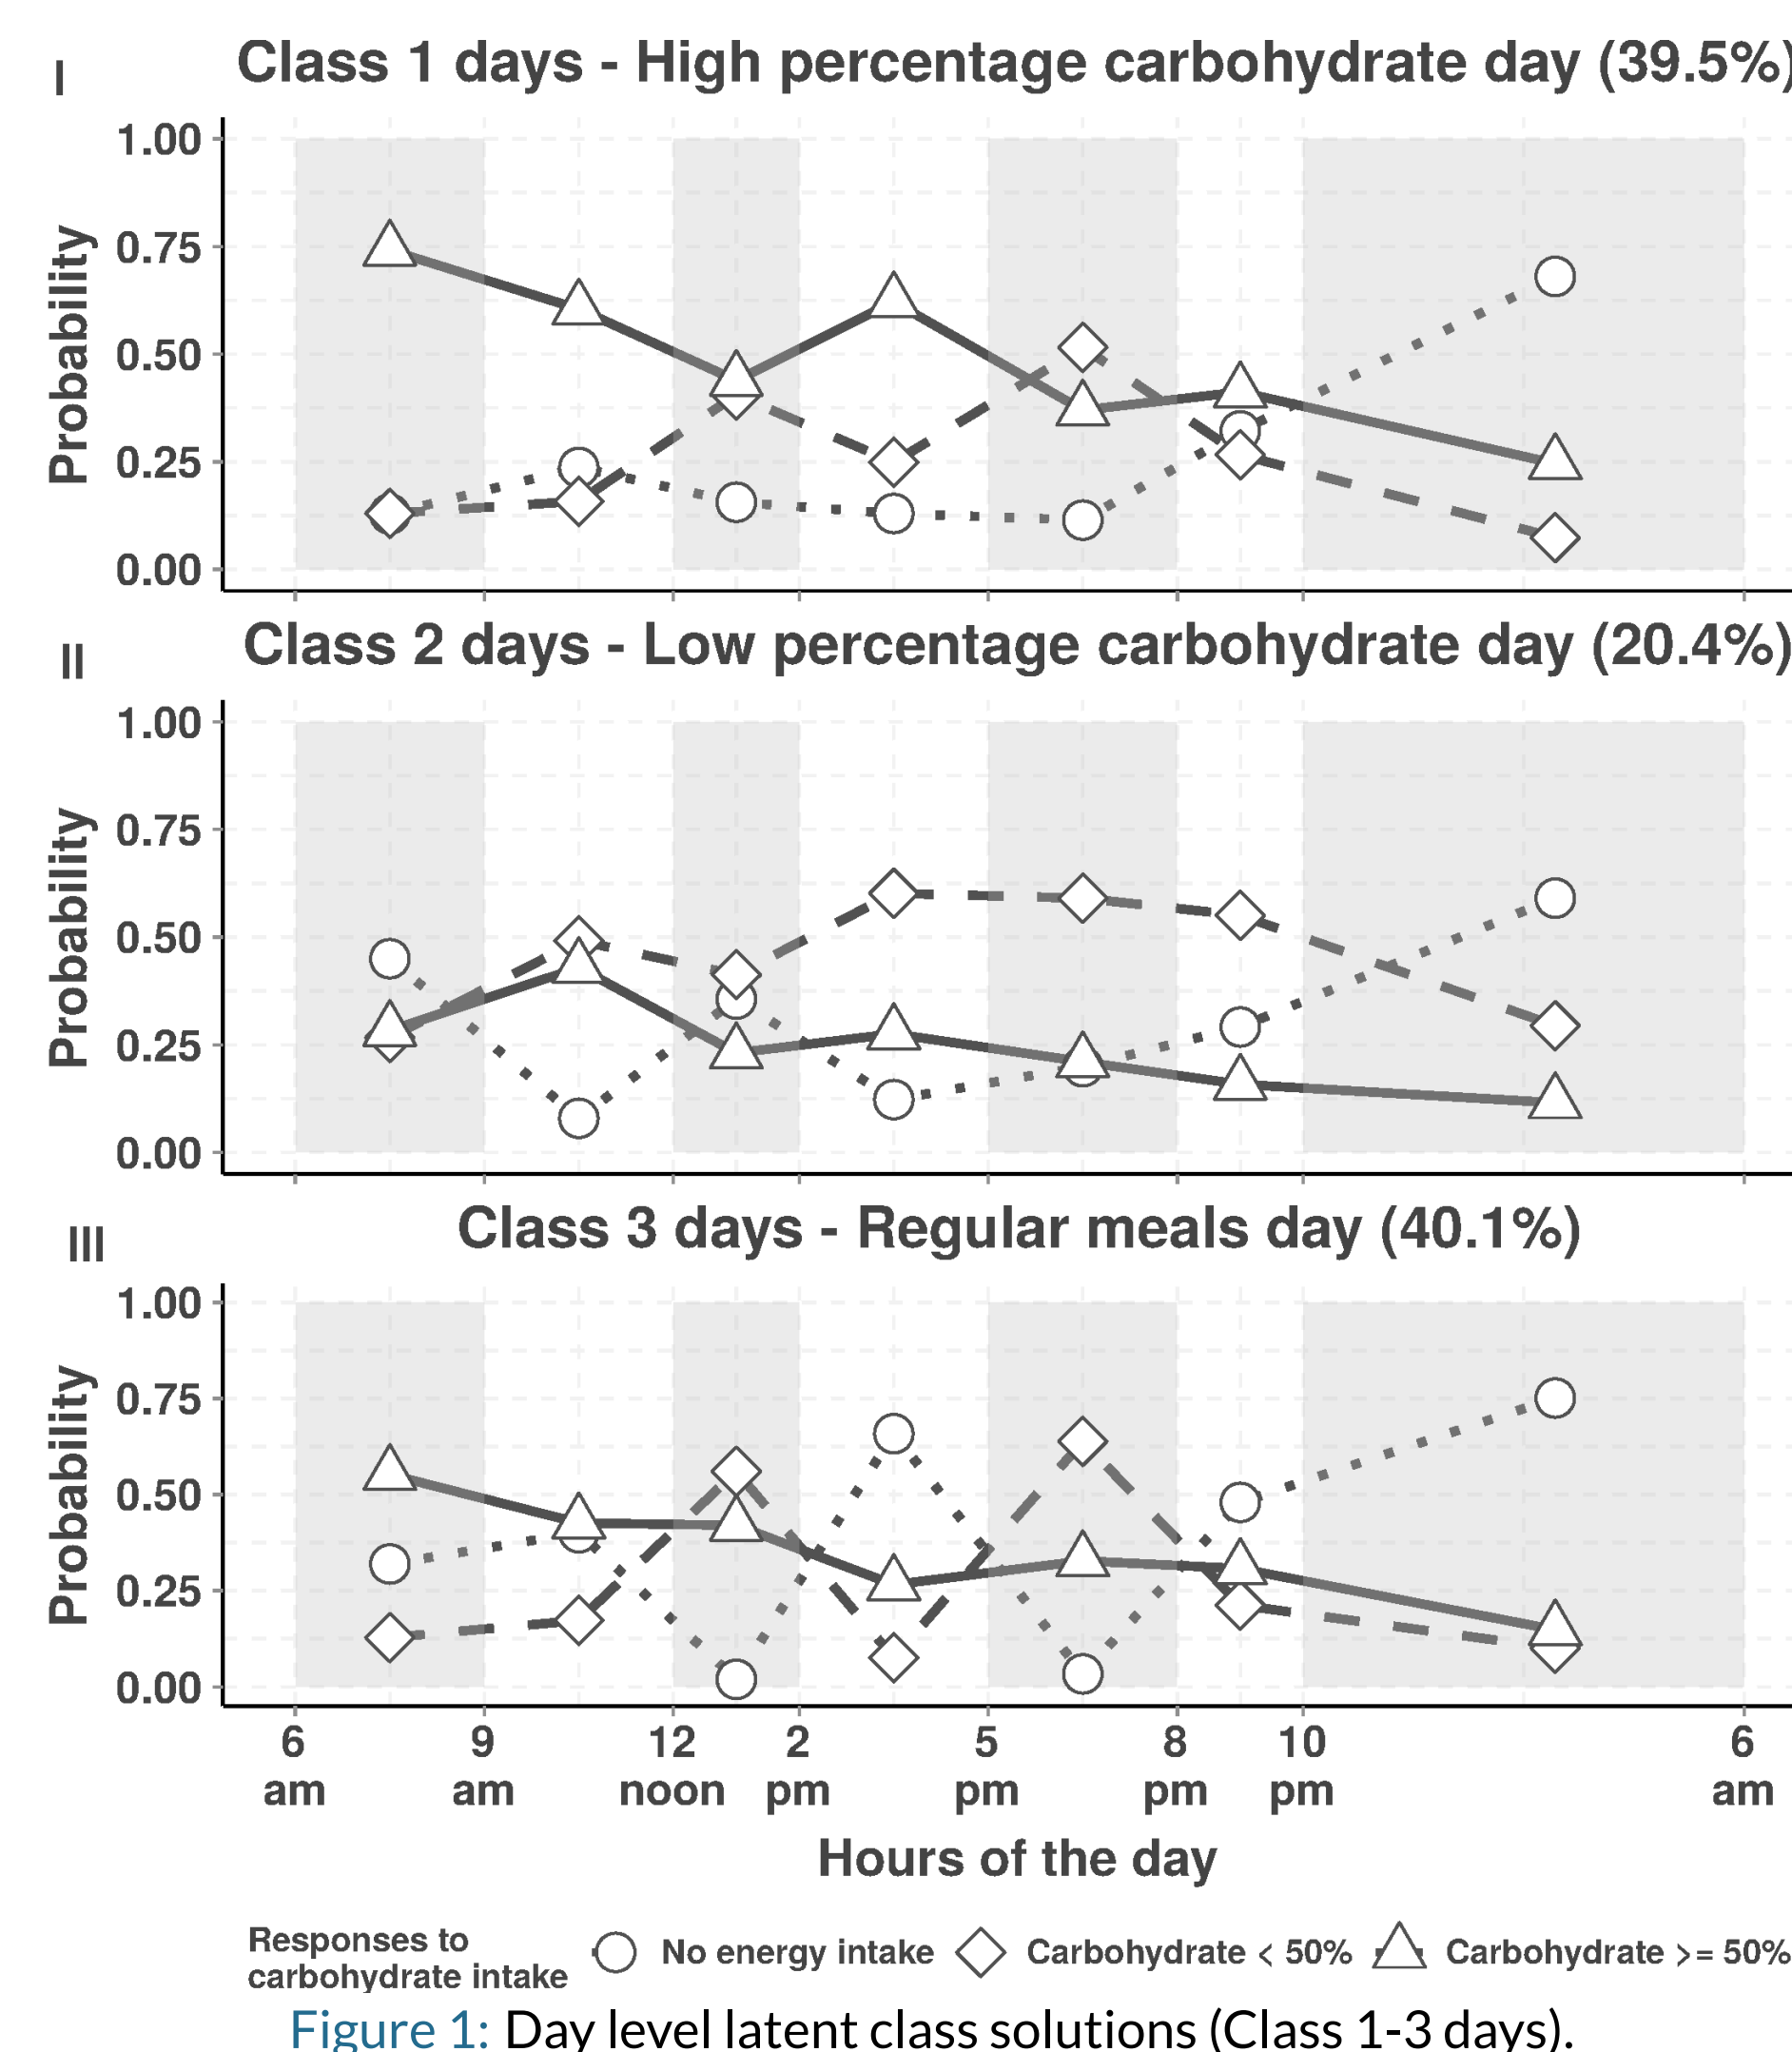 I
Class 1 days - High percentage carbohydrate day (39.5%)
1.00
0.75
0.50
0.25
0.00
Probability
II
Class 2 days - Low percentage carbohydrate day (20.4%)
1.00
0.75
0.50
0.25
0.00
Probability
III
Class 3 days - Regular meals day (40.1%)
1.00
0.75
0.50
0.25
0.00
Probability
6 9 12 2 5 8 10 6
am am noon pm pm pm pm am
Hours of the day
Responses to
carbohydrate intake
No energy intake
Carbohydrate < 50%
Carbohydrate >= 50%
Figure 1: Day level latent class solutions (Class 1-3 days).